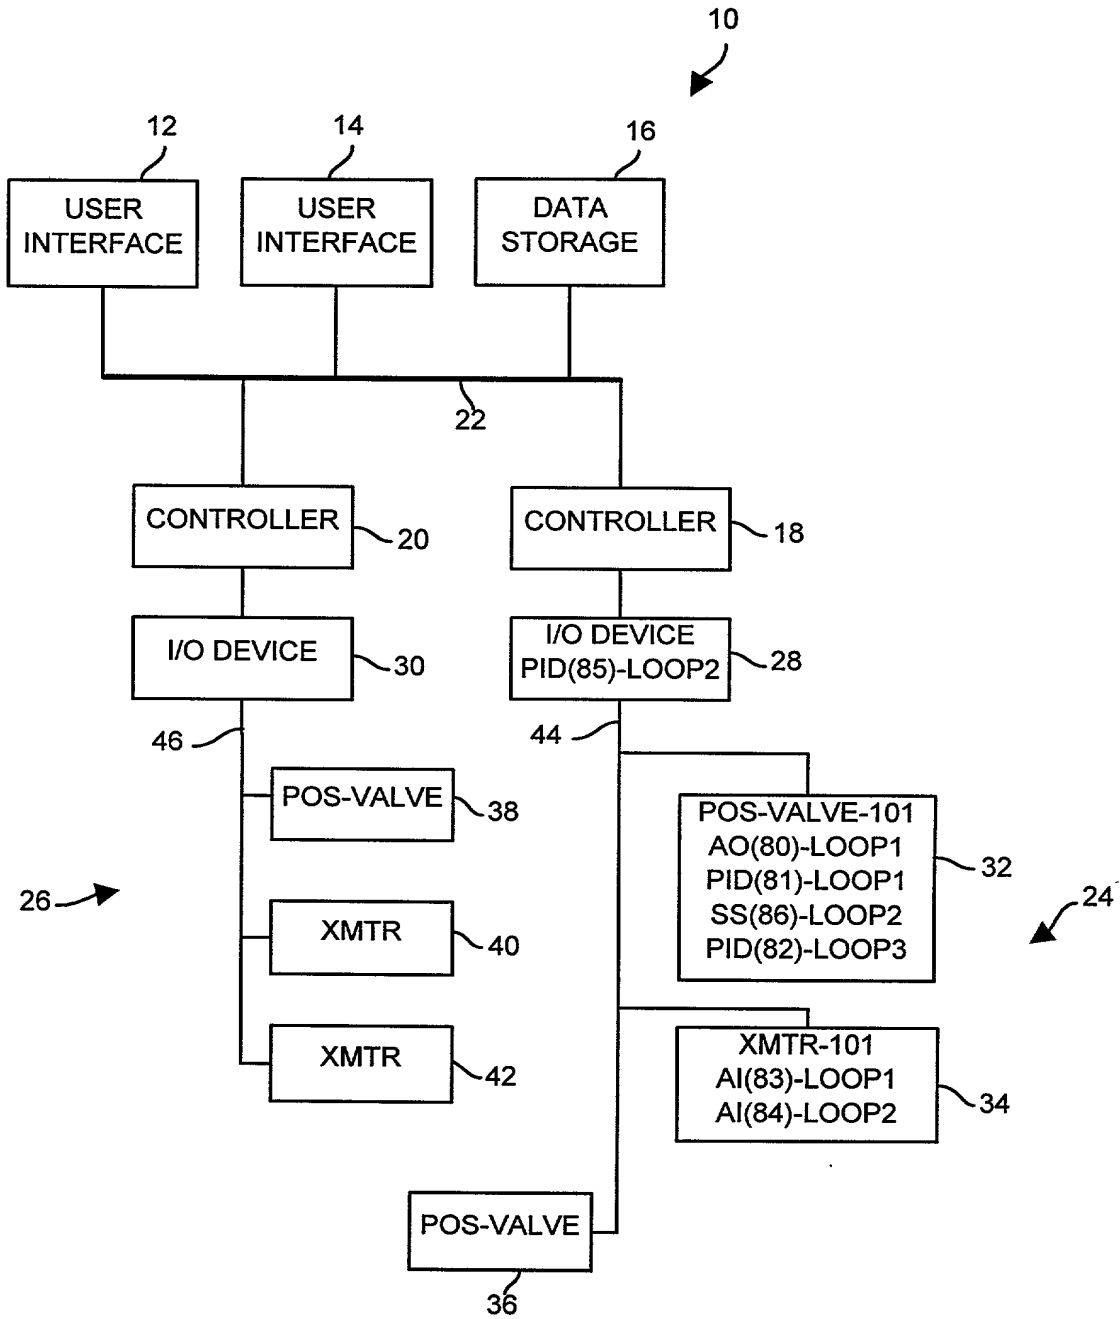 10
12
14
16
USER
INTERFACE
USER
INTERFACE
DATA
STORAGE
22
CONTROLLER
20
CONTROLLER
18
I/O DEVICE
30
I/O DEVICE
PID(85)-LOOP2
28
46
44
POS-VALVE
38
POS-VALVE-101
AO(80)-LOOP1
PID(81)-LOOP1
SS(86)-LOOP2
PID(82)-LOOP3
32
26
24
XMTR
40
XMTR
42
XMTR-101
AI(83)-LOOP1
AI(84)-LOOP2
34
POS-VALVE
36